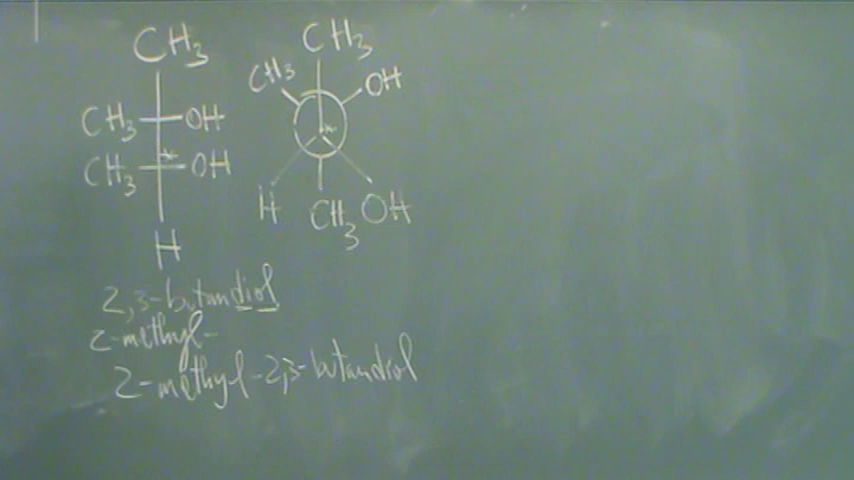 CH3
CH3 OH
CH3 * OH
H
CH3
CH3 OH
*
H CH3 OH
2,3-butandiol
2-methyl-
2-methyl-2,3-butandiol